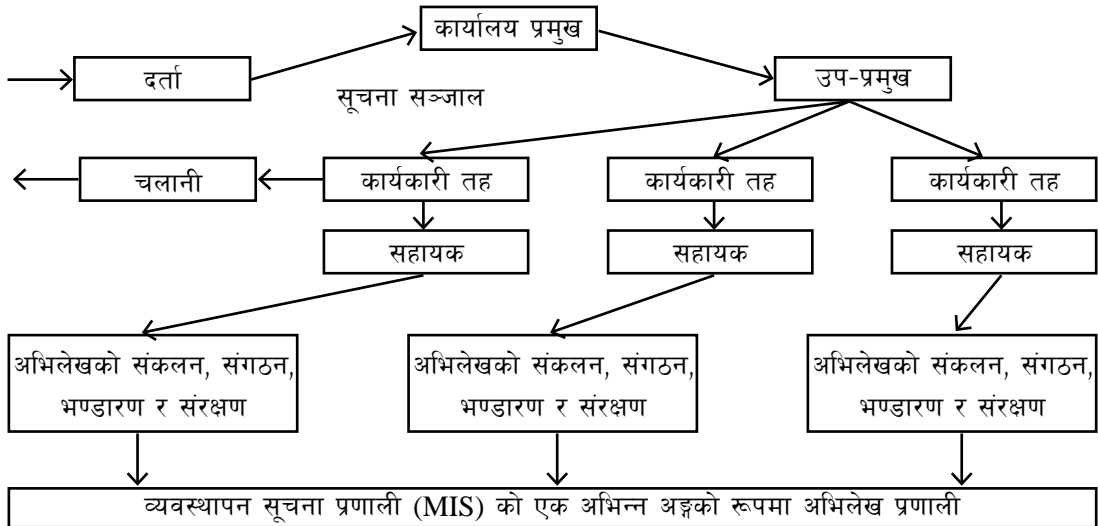 कार्यालय प्रमुख
दर्ता
उप-प्रमुख
सूचना सञ्जाल
चलानी
कार्यकारी तह
कार्यकारी तह
कार्यकारी तह
सहायक
सहायक
सहायक
अभिलेखको संकलन, संगठन,
भण्डारण र संरक्षण
अभिलेखको संकलन, संगठन,
भण्डारण र संरक्षण
अभिलेखको संकलन, संगठन,
भण्डारण र संरक्षण
व्यवस्थापन सूचना प्रणाली (MIS) को एक अभिन्न अङ्गको रूपमा अभिलेख प्रणाली